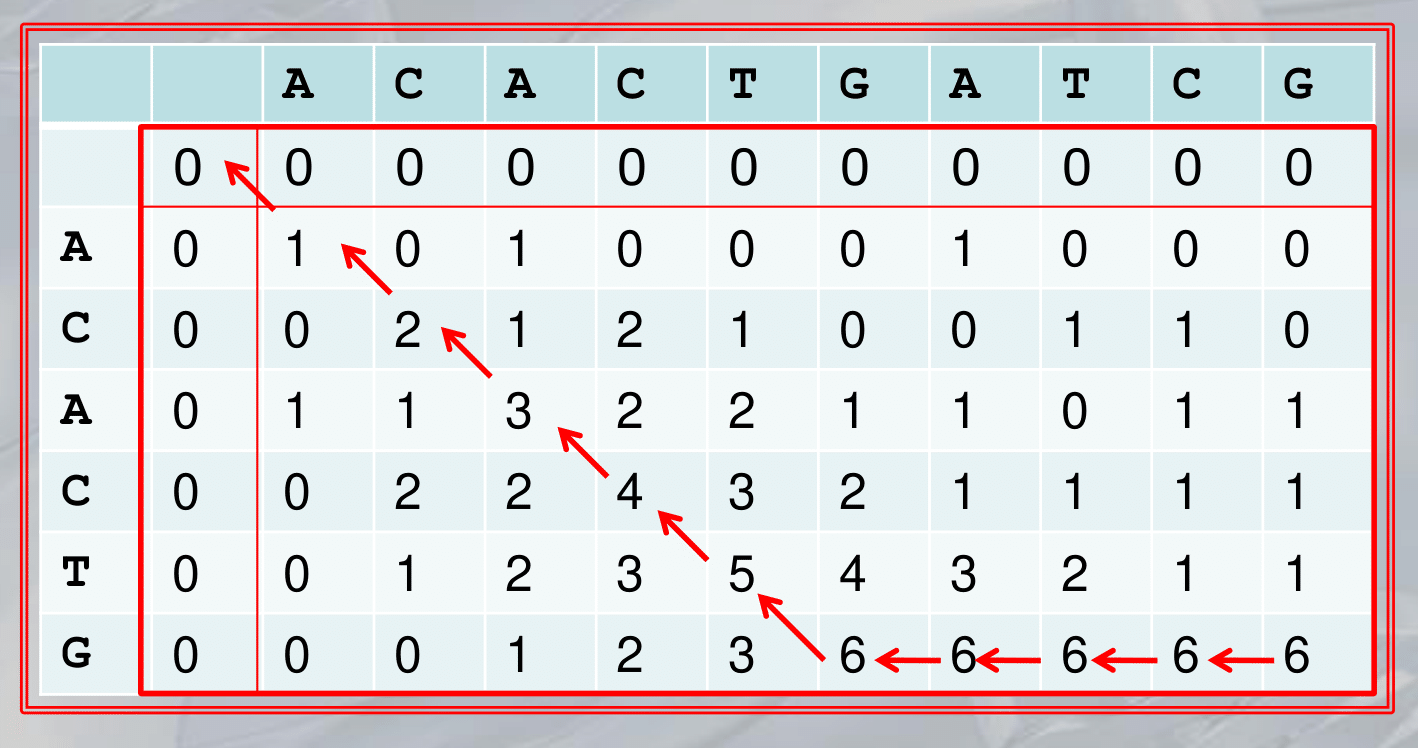 A C A C T G A T C G
0 0 0 0 0 0 0 0 0 0 0
A 0 1 0 1 0 0 0 1 0 0 0
C 0 0 2 1 2 1 0 0 1 1 0
A 0 1 1 3 2 2 1 1 0 1 1
C 0 0 2 2 4 3 2 1 1 1 1
T 0 0 1 2 3 5 4 3 2 1 1
G 0 0 0 1 2 3 6 6 6 6 6